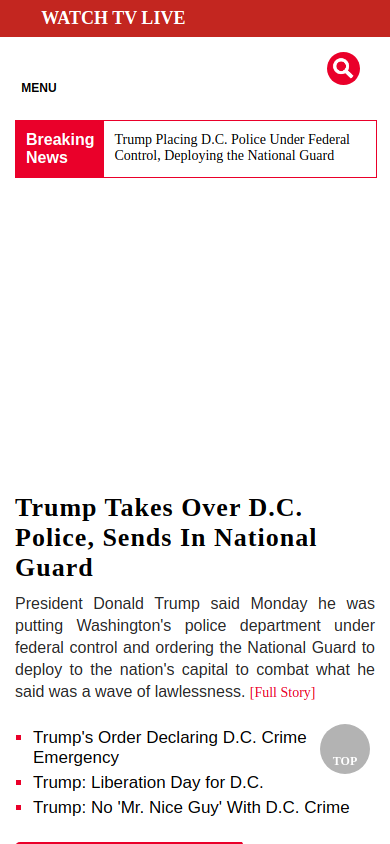 WATCH TV LIVE
MENU
Breaking
News
Trump Placing D.C. Police Under Federal
Control, Deploying the National Guard
Trump Takes Over D.C.
Police, Sends In National
Guard
President Donald Trump said Monday he was
putting Washington's police department under
federal control and ordering the National Guard to
deploy to the nation's capital to combat what he
said was a wave of lawlessness. [Full Story]
Trump's Order Declaring D.C. Crime
Emergency
TOP
Trump: Liberation Day for D.C.
Trump: No 'Mr. Nice Guy' With D.C. Crime